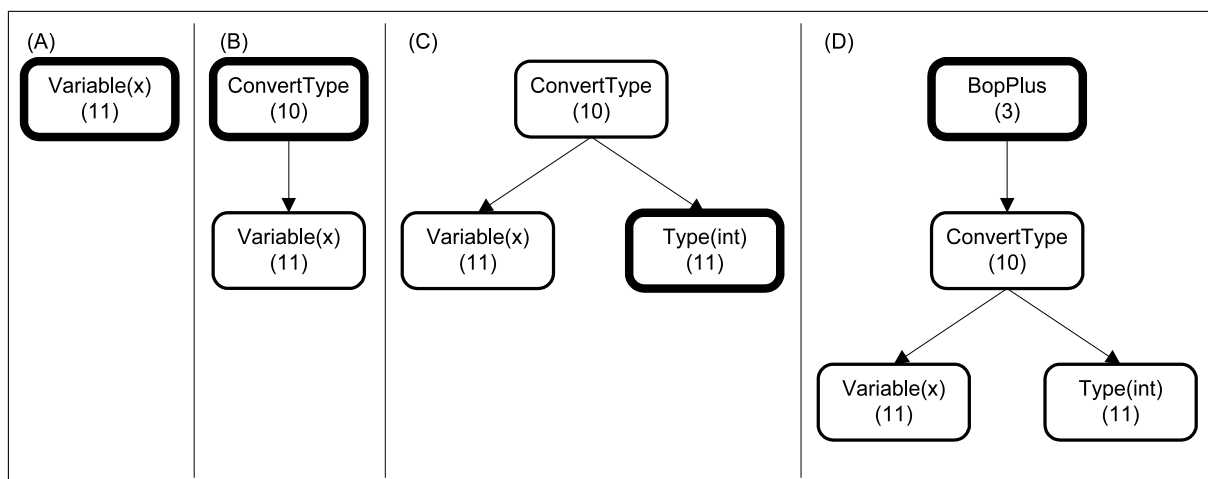 (A)
Variable(x)
(11)
(B)
ConvertType
(10)
Variable(x)
(11)
(C)
ConvertType
(10)
Variable(x)
(11)
Type(int)
(11)
(D)
BopPlus
(3)
ConvertType
(10)
Variable(x)
(11)
Type(int)
(11)